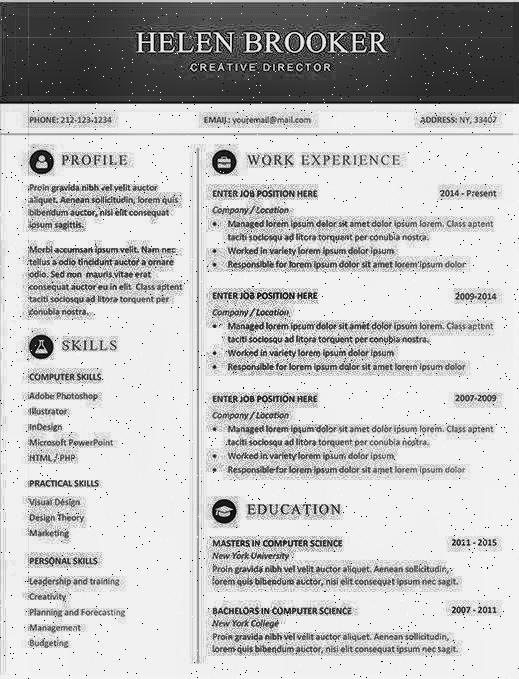 HELEN BROOKER
CREATIVE DIRECTOR
PHONE: 212-123-1234
EMAIL: youremail@mail.com
ADDRESS: NY, 33407
PROFILE
Proin gravida nibh vel velit auctor
aliquet. Aenean sollicitudin, lorem quis
bibendum auctor, nisi elit consequat
ipsum sagittis.
Morbi accumsan ipsum velit. Nam nec
tellus a odio tincidunt auctor a ornare
odio. Sed non mauris vitae erat
consequat auctor eu in elit. Class aptent
taciti sociosqu ad litora torquent per
conubia nostra.
SKILLS
COMPUTER SKILLS
Adobe Photoshop
Illustrator
InDesign
Microsoft PowerPoint
HTML / PHP
PRACTICAL SKILLS
Visual Design
Design Theory
Marketing
PERSONAL SKILLS
Leadership and training
Creativity
Planning and Forecasting
Management
Budgeting
WORK EXPERIENCE
ENTER JOB POSITION HERE 2014 - Present
Company / Location
• Managed lorem ipsum dolor sit amet dolor ipsum lorem. Class aptent
taciti sociosqu ad litora torquent per conubia nostra.
• Worked in variety lorem ipsum dolor ipsum
• Responsible for lorem ipsum dolor sit amet lorem ipsum dolor
ENTER JOB POSITION HERE 2009-2014
Company / Location
• Managed lorem ipsum dolor sit amet dolor ipsum lorem. Class aptent
taciti sociosqu ad litora torquent per conubia nostra.
• Worked in variety lorem ipsum dolor ipsum
• Responsible for lorem ipsum dolor sit amet lorem ipsum dolor
ENTER JOB POSITION HERE 2007-2009
Company / Location
• Managed lorem ipsum dolor sit amet dolor ipsum lorem. Class aptent
taciti sociosqu ad litora torquent per conubia nostra.
• Worked in variety lorem ipsum dolor ipsum
• Responsible for lorem ipsum dolor sit amet lorem ipsum dolor
EDUCATION
MASTERS IN COMPUTER SCIENCE 2011 - 2015
New York University
Proin gravida nibh vel velit auctor aliquet. Aenean sollicitudin,
lorem quis bibendum auctor, nisi elit consequat ipsum nec sagit.
BACHELORS IN COMPUTER SCIENCE 2007 - 2011
New York College
Proin gravida nibh vel velit auctor aliquet. Aenean sollicitudin,
lorem quis bibendum auctor, nisi elit consequat ipsum nec sagit.